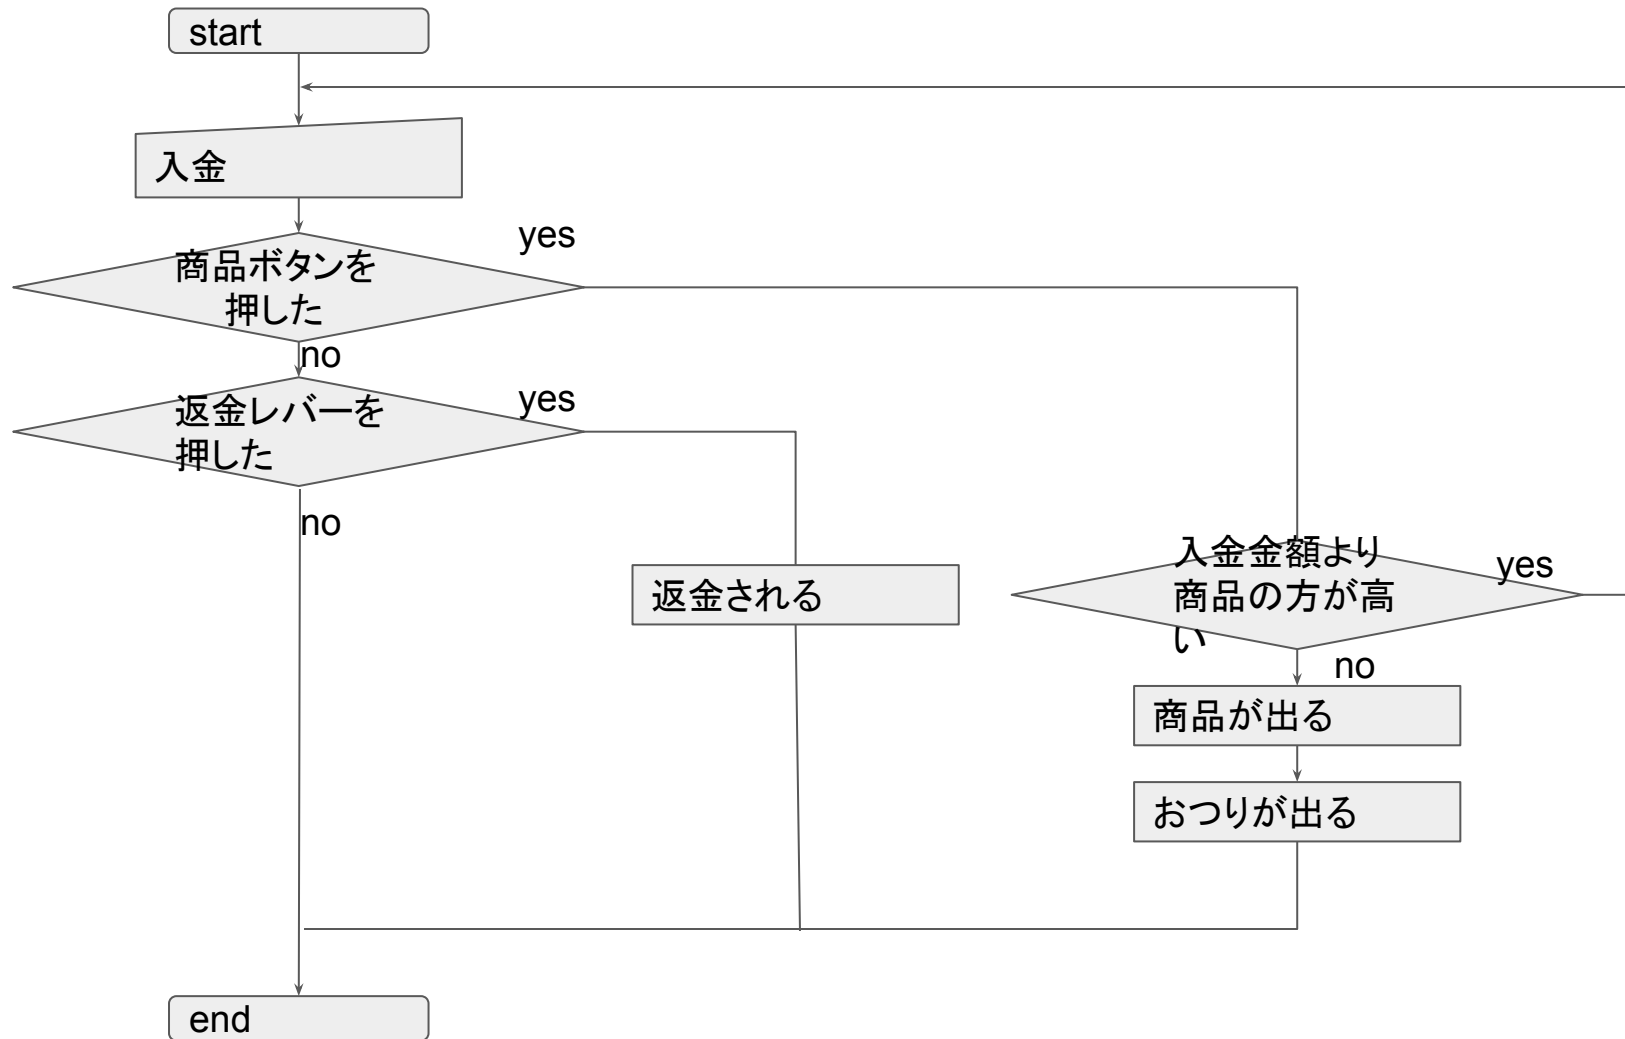 start
入金
yes
商品ボタンを
押した
no
返金レバーを
押した
yes
no
返金される
入金金額より
商品の方が高
い
yes
no
商品が出る
おつりが出る
end